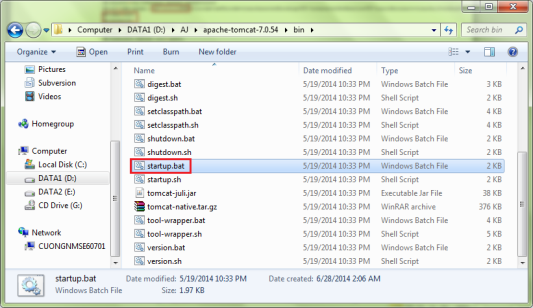 Computer ▸ DATA1 (D:) ▸ AJ ▸ apache-tomcat-7.0.54 ▸ bin ▸
Search bin
Organize Open Print Burn New folder
Name Date modified Type Size
Pictures
Subversion
Videos
Homegroup
Computer
Local Disk (C:)
DATA1 (D:)
DATA2 (E:)
CD Drive (G:)
Network
CUONGNMSE60701
digest.bat 5/19/2014 10:33 PM Windows Batch File 3 KB
digest.sh 5/19/2014 10:33 PM Shell Script 2 KB
setclasspath.bat 5/19/2014 10:33 PM Windows Batch File 4 KB
setclasspath.sh 5/19/2014 10:33 PM Shell Script 4 KB
shutdown.bat 5/19/2014 10:33 PM Windows Batch File 2 KB
shutdown.sh 5/19/2014 10:33 PM Shell Script 2 KB
startup.bat 5/19/2014 10:33 PM Windows Batch File 2 KB
startup.sh 5/19/2014 10:33 PM Shell Script 2 KB
tomcat-juli.jar 5/19/2014 10:33 PM Executable Jar File 38 KB
tomcat-native.tar.gz 5/19/2014 10:33 PM WinRAR archive 376 KB
tool-wrapper.bat 5/19/2014 10:33 PM Windows Batch File 4 KB
tool-wrapper.sh 5/19/2014 10:33 PM Shell Script 5 KB
version.bat 5/19/2014 10:33 PM Windows Batch File 2 KB
version.sh 5/19/2014 10:33 PM Shell Script 2 KB
startup.bat Date modified: 5/19/2014 10:33 PM Date created: 6/28/2014 2:06 AM
Windows Batch File Size: 1.97 KB